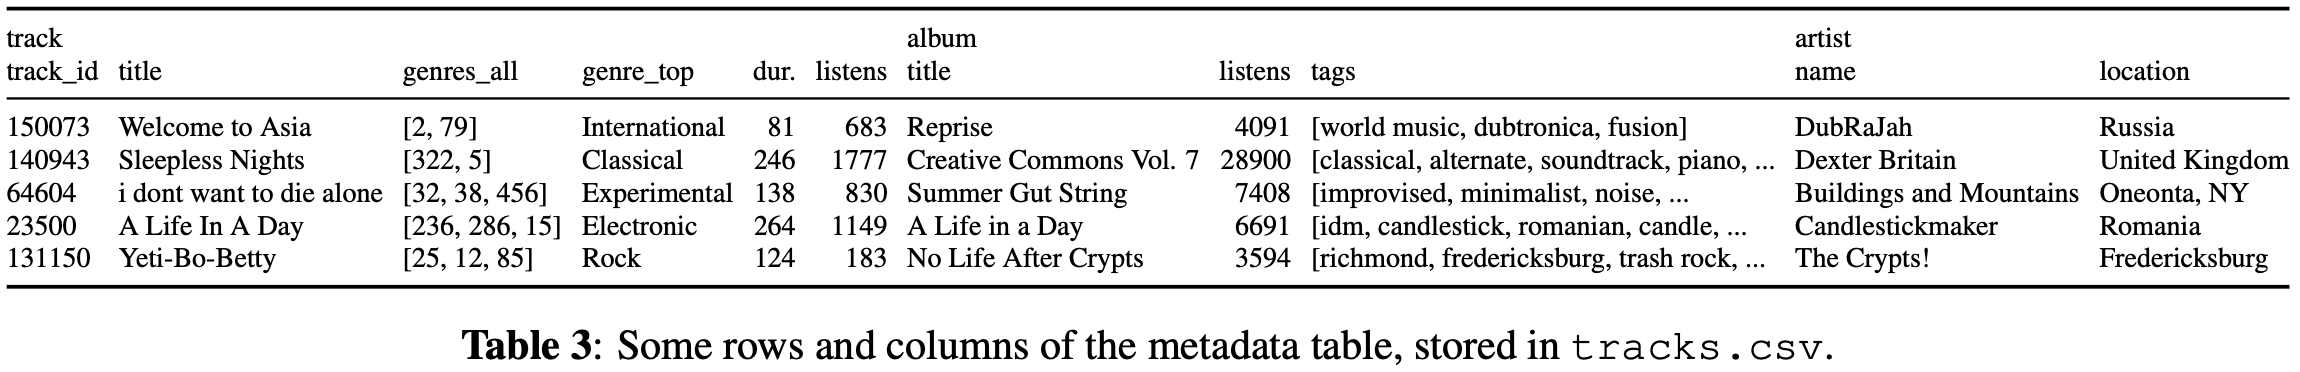 track album artist
track_id title genres_all genre_top dur. listens title listens tags name location
150073 Welcome to Asia [2, 79] International 81 683 Reprise 4091 [world music, dubtronica, fusion] DubRaJah Russia
140943 Sleepless Nights [322, 5] Classical 246 1777 Creative Commons Vol. 7 28900 [classical, alternate, soundtrack, piano, ... Dexter Britain United Kingdom
64604 i dont want to die alone [32, 38, 456] Experimental 138 830 Summer Gut String 7408 [improvised, minimalist, noise, ... Buildings and Mountains Oneonta, NY
23500 A Life In A Day [236, 286, 15] Electronic 264 1149 A Life in a Day 6691 [idm, candlestick, romanian, candle, ... Candlestickmaker Romania
131150 Yeti-Bo-Betty [25, 12, 85] Rock 124 183 No Life After Crypts 3594 [richmond, fredericksburg, trash rock, ... The Crypts! Fredericksburg
Table 3: Some rows and columns of the metadata table, stored in tracks.csv.